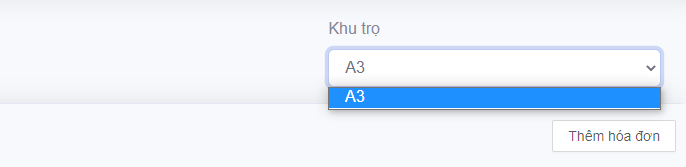 Khu trọ
A3
A3
Thêm hóa đơn